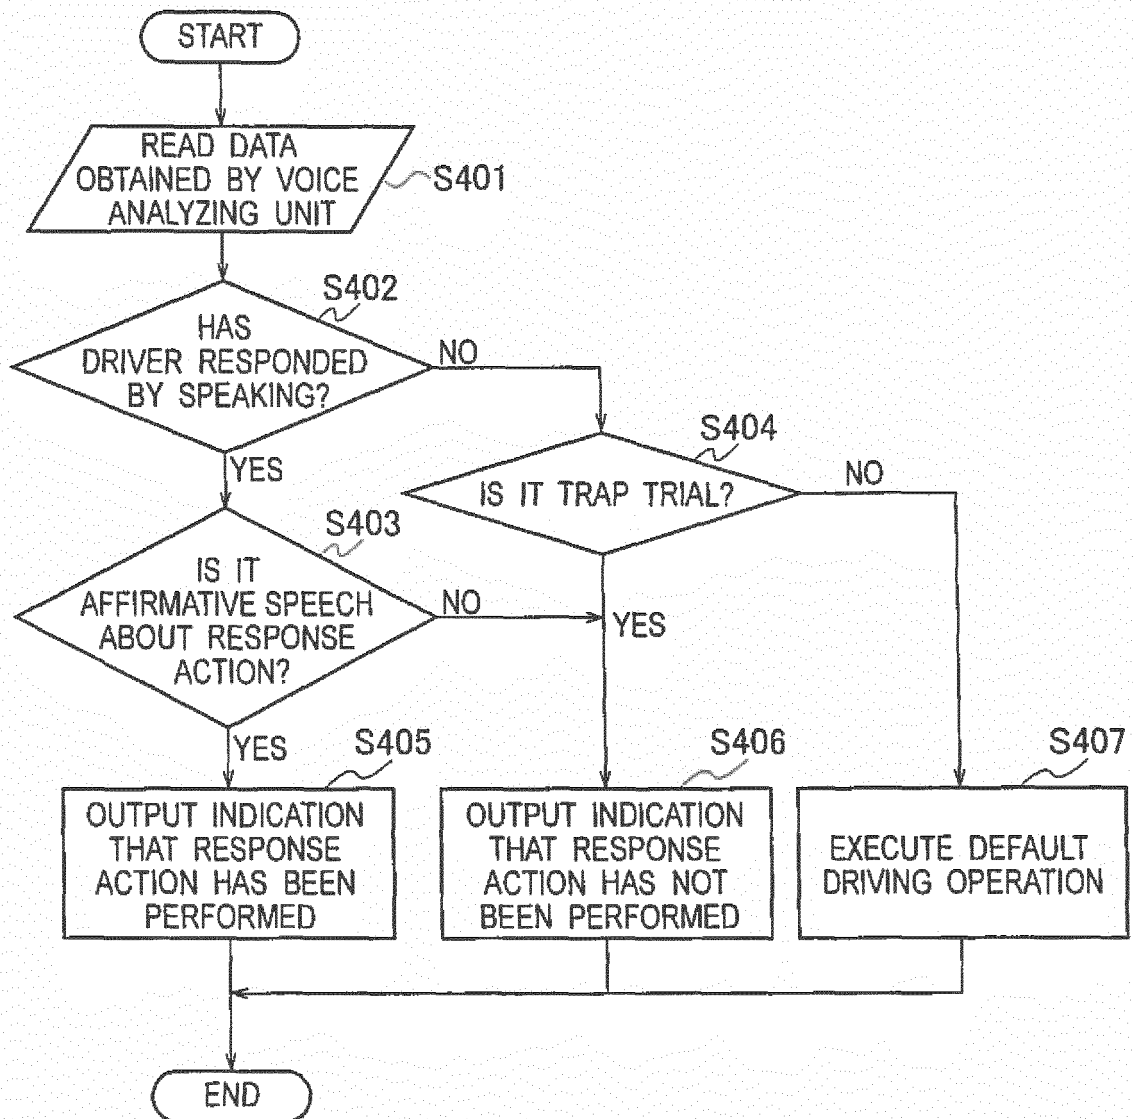 START
READ DATA
OBTAINED BY VOICE
ANALYZING UNIT
S401
S402
HAS
DRIVER RESPONDED
BY SPEAKING?
NO
YES
S404
IS IT TRAP TRIAL?
NO
YES
S403
IS IT
AFFIRMATIVE SPEECH
ABOUT RESPONSE
ACTION?
NO
YES
S405
OUTPUT INDICATION
THAT RESPONSE
ACTION HAS BEEN
PERFORMED
S406
OUTPUT INDICATION
THAT RESPONSE
ACTION HAS NOT
BEEN PERFORMED
S407
EXECUTE DEFAULT
DRIVING OPERATION
END